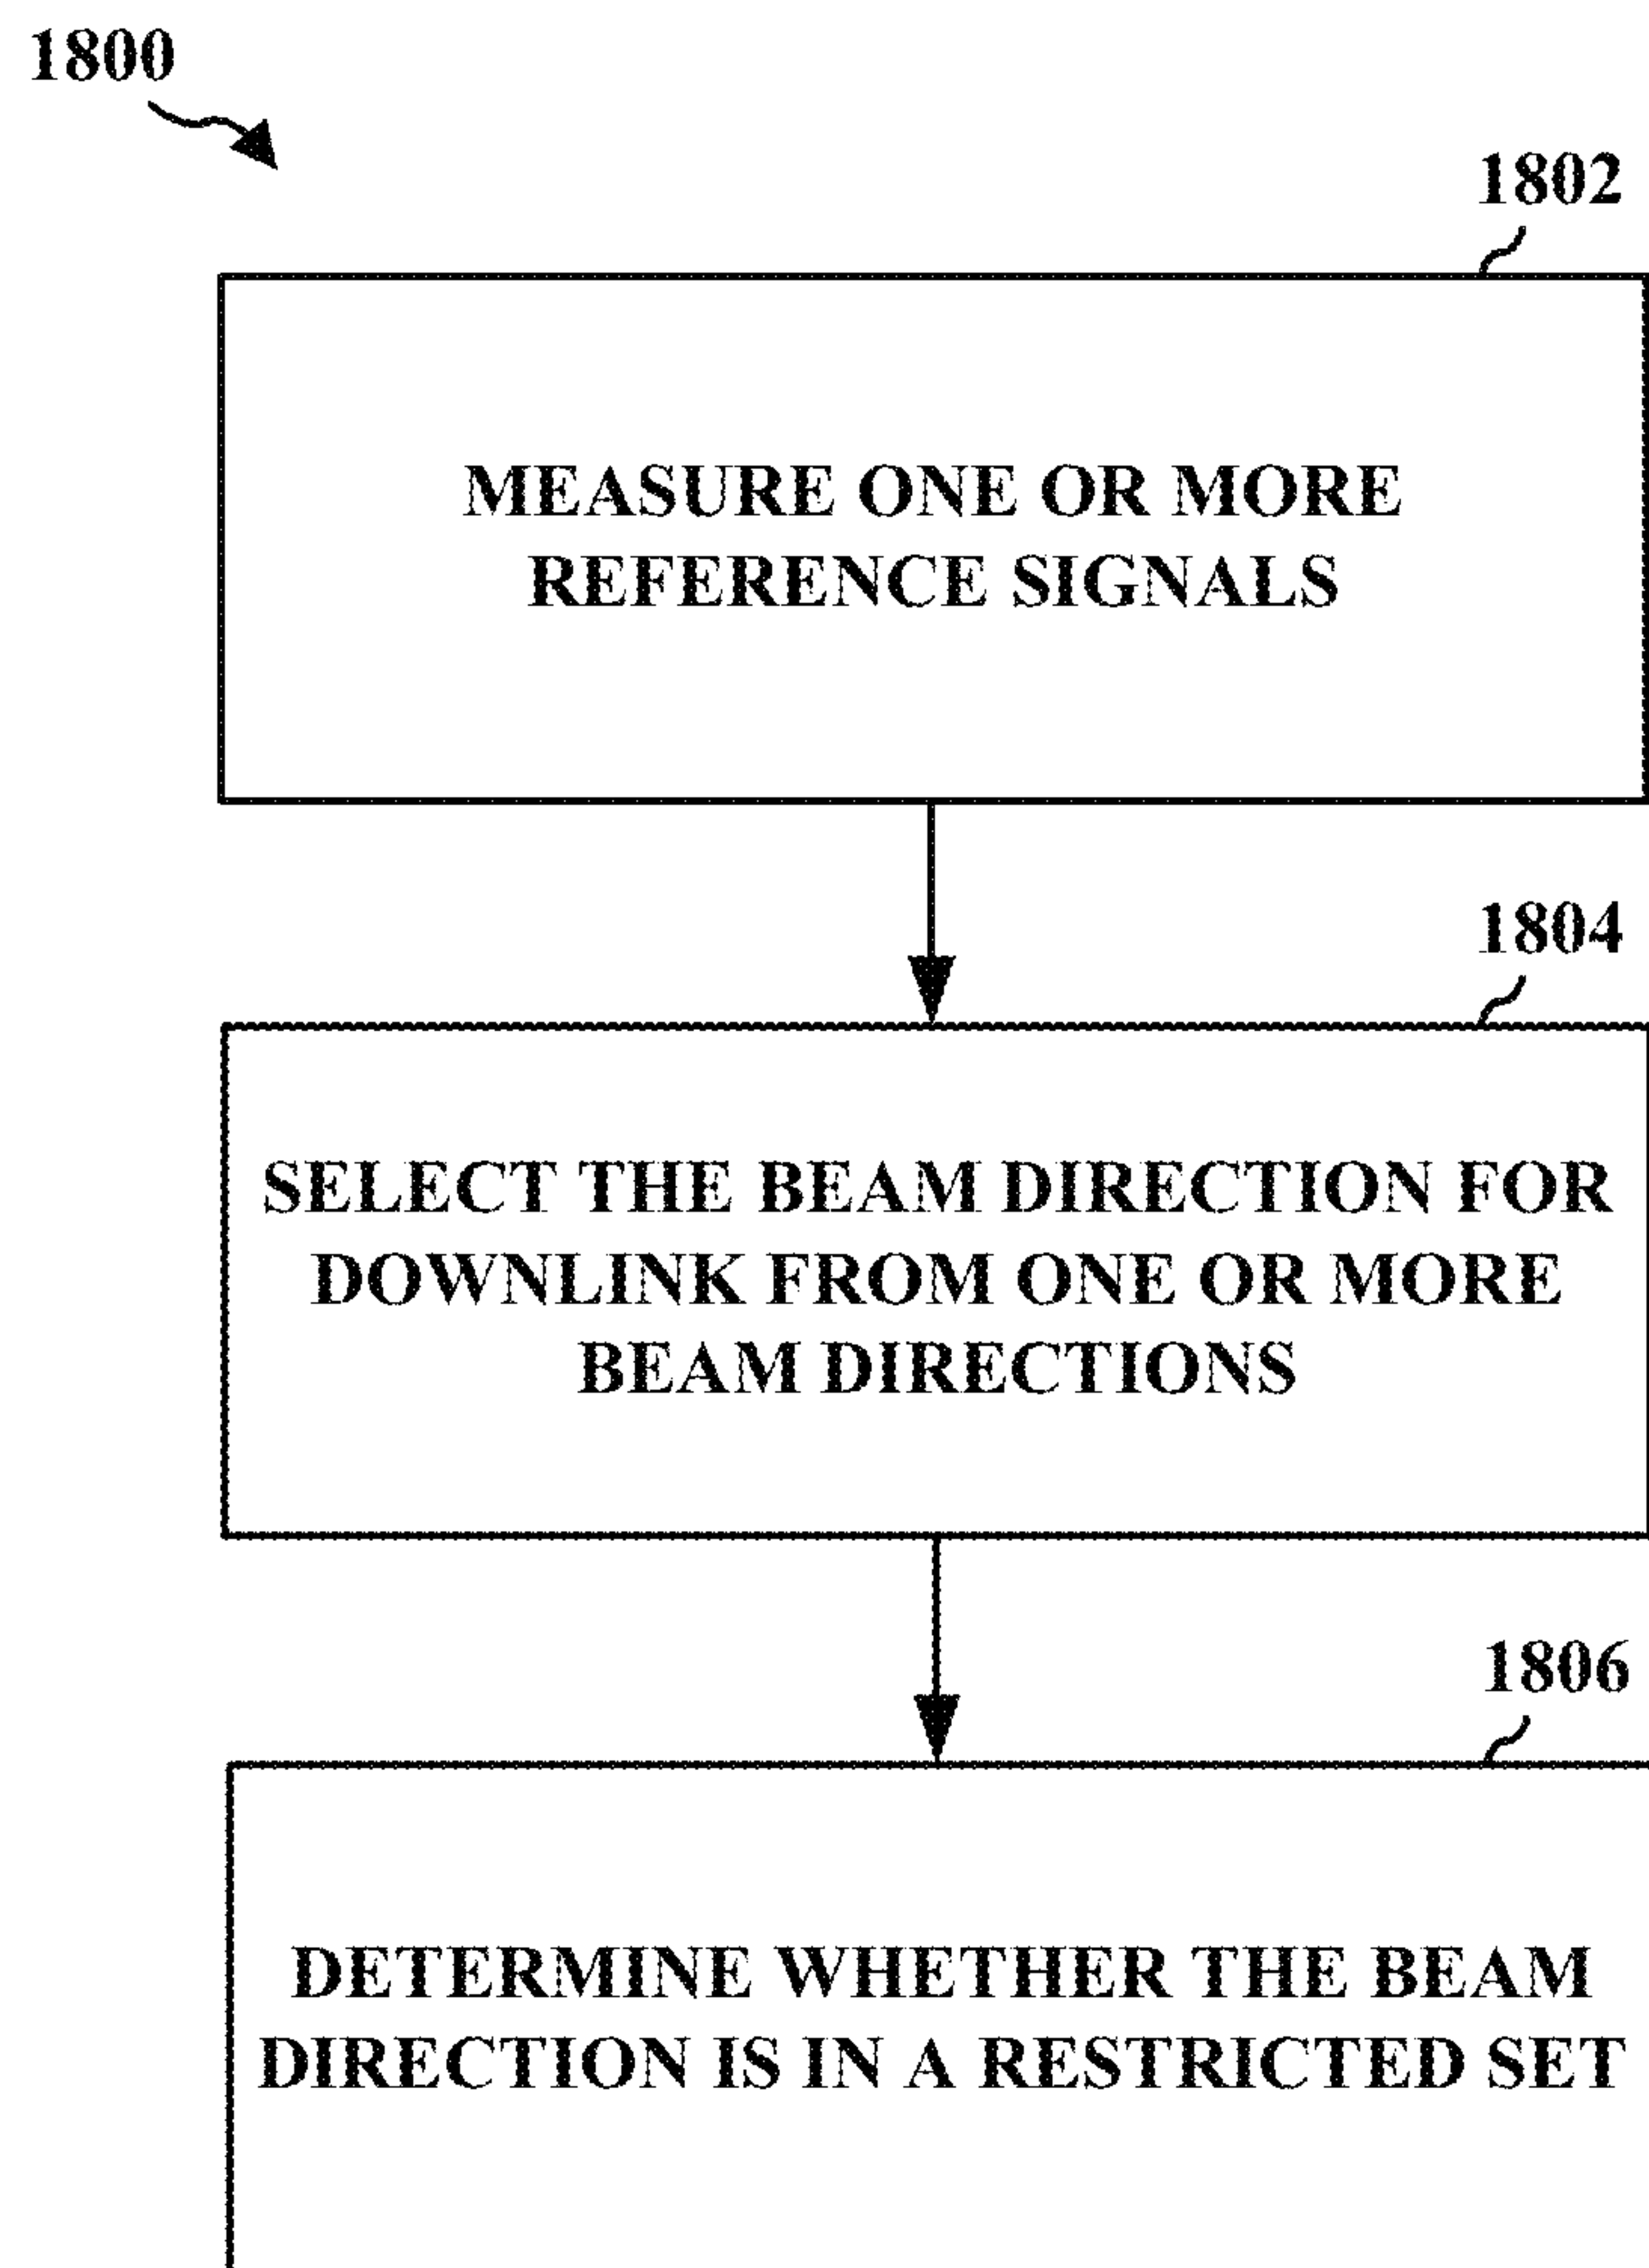 1800
1802
MEASURE ONE OR MORE
REFERENCE SIGNALS
1804
SELECT THE BEAM DIRECTION FOR
DOWNLINK FROM ONE OR MORE
BEAM DIRECTIONS
1806
DETERMINE WHETHER THE BEAM
DIRECTION IS IN A RESTRICTED SET